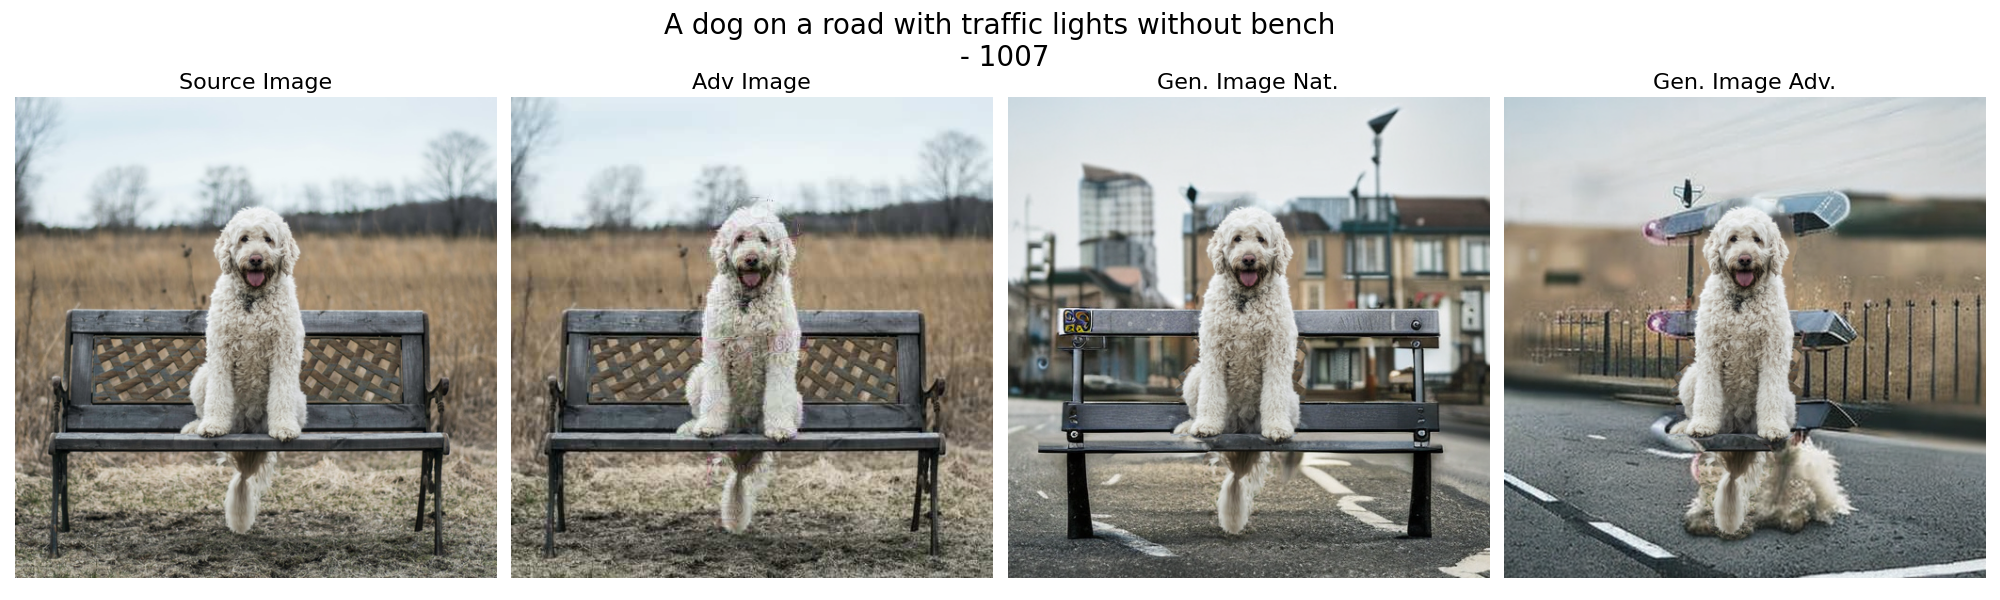 A dog on a road with traffic lights without bench
- 1007
Source Image
Adv Image
Gen. Image Nat.
Gen. Image Adv.